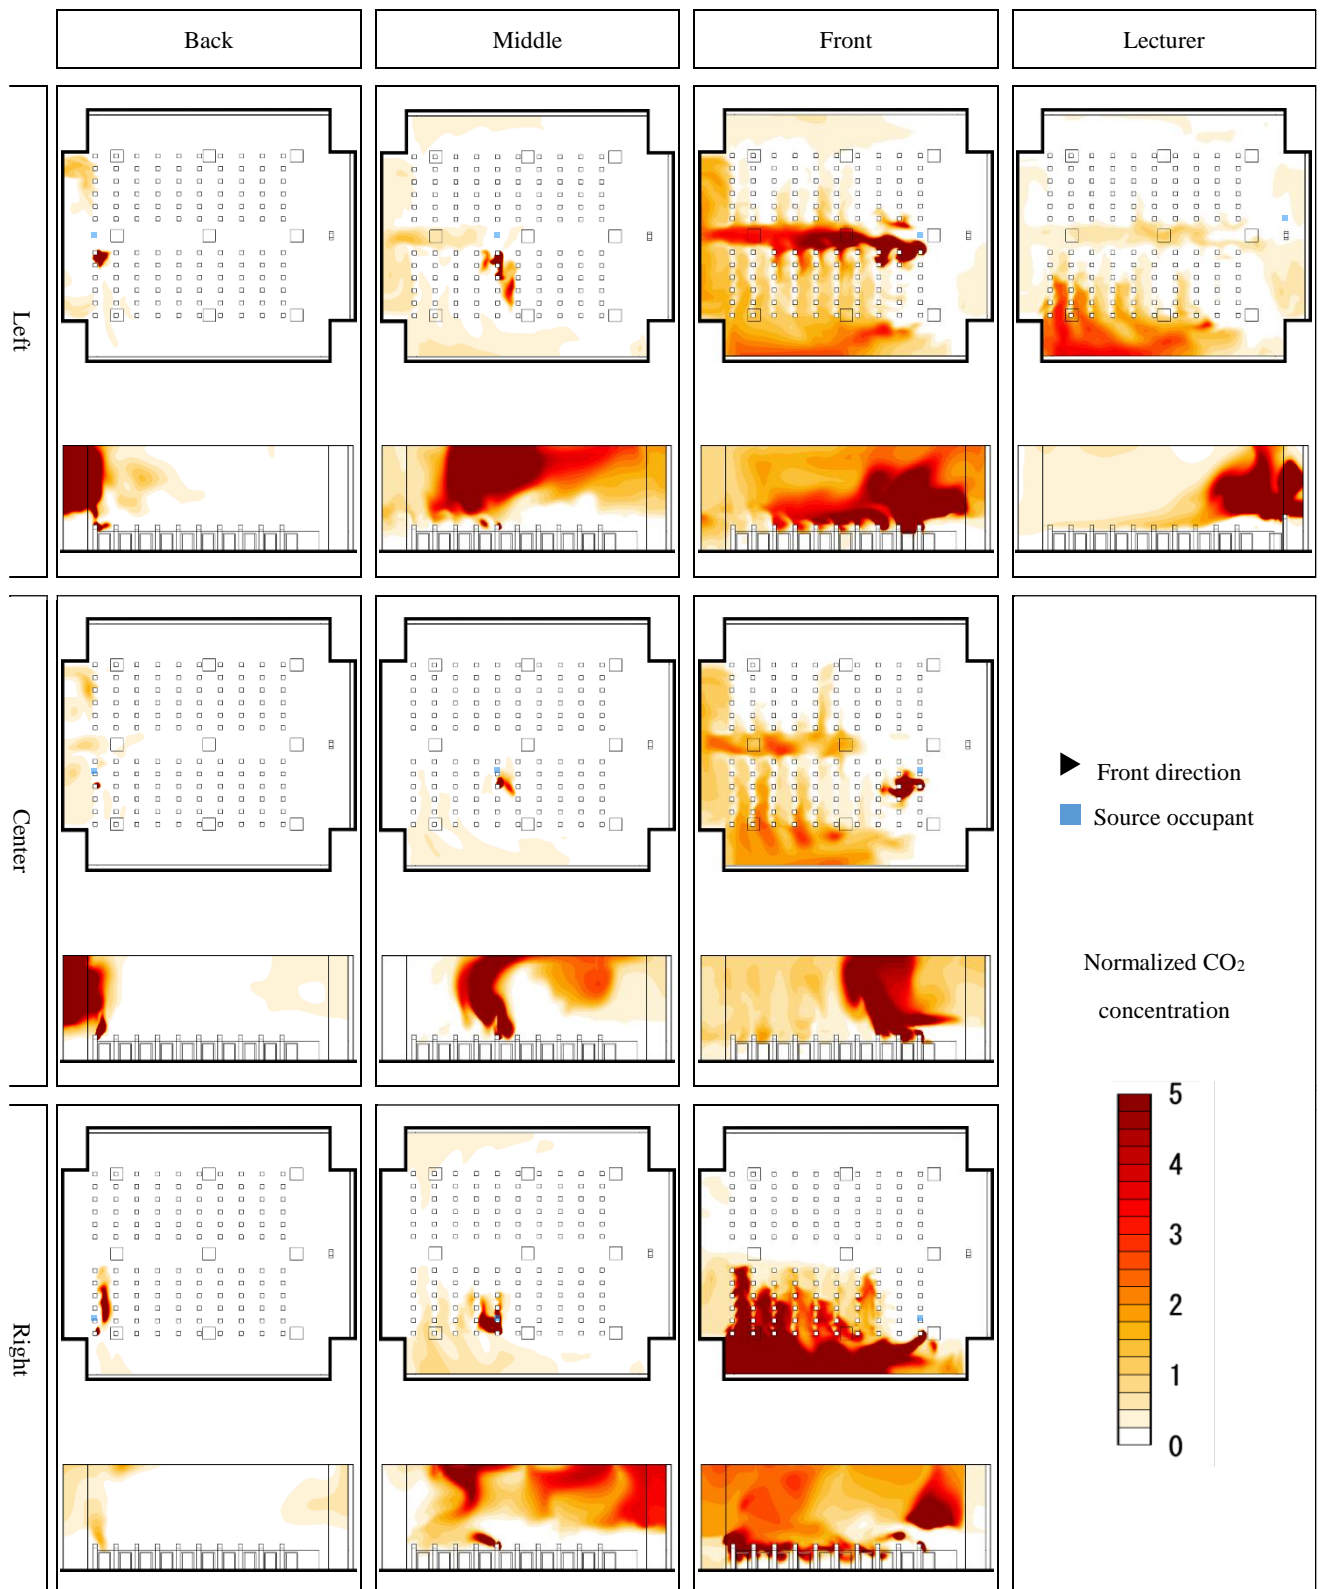 Back
Middle
Front
Lecturer
Left
Center
Right
Front direction
Source occupant
Normalized CO₂
concentration
5
4
3
2
1
0